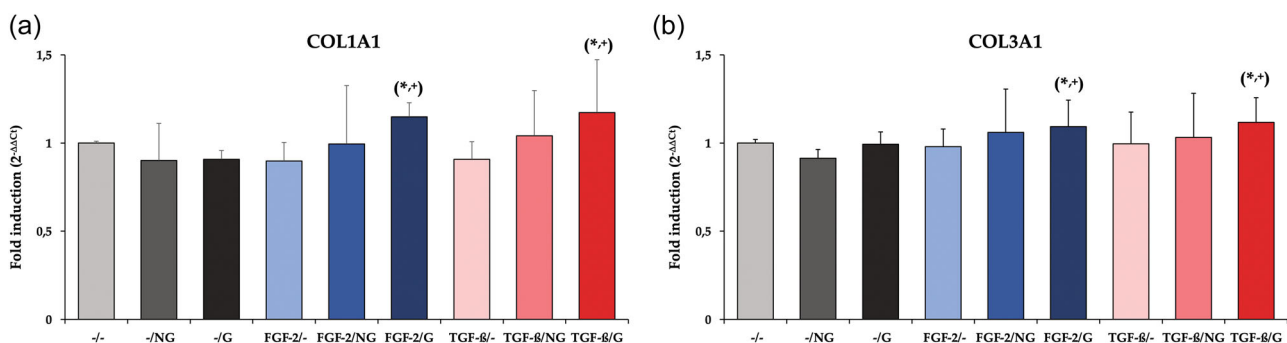 (a)
COL1A1
Fold induction (2-ΔΔCt)
1,5
1
0,5
0
(*,+)
(*,+)
-/-
-/NG
-/G
FGF-2/-
FGF-2/NG
FGF-2/G
TGF-ß/-
TGF-ß/NG
TGF-ß/G
(b)
COL3A1
Fold induction (2-ΔΔCt)
1,5
1
0,5
0
(*,+)
(*,+)
-/-
-/NG
-/G
FGF-2/-
FGF-2/NG
FGF-2/G
TGF-ß/-
TGF-ß/NG
TGF-ß/G